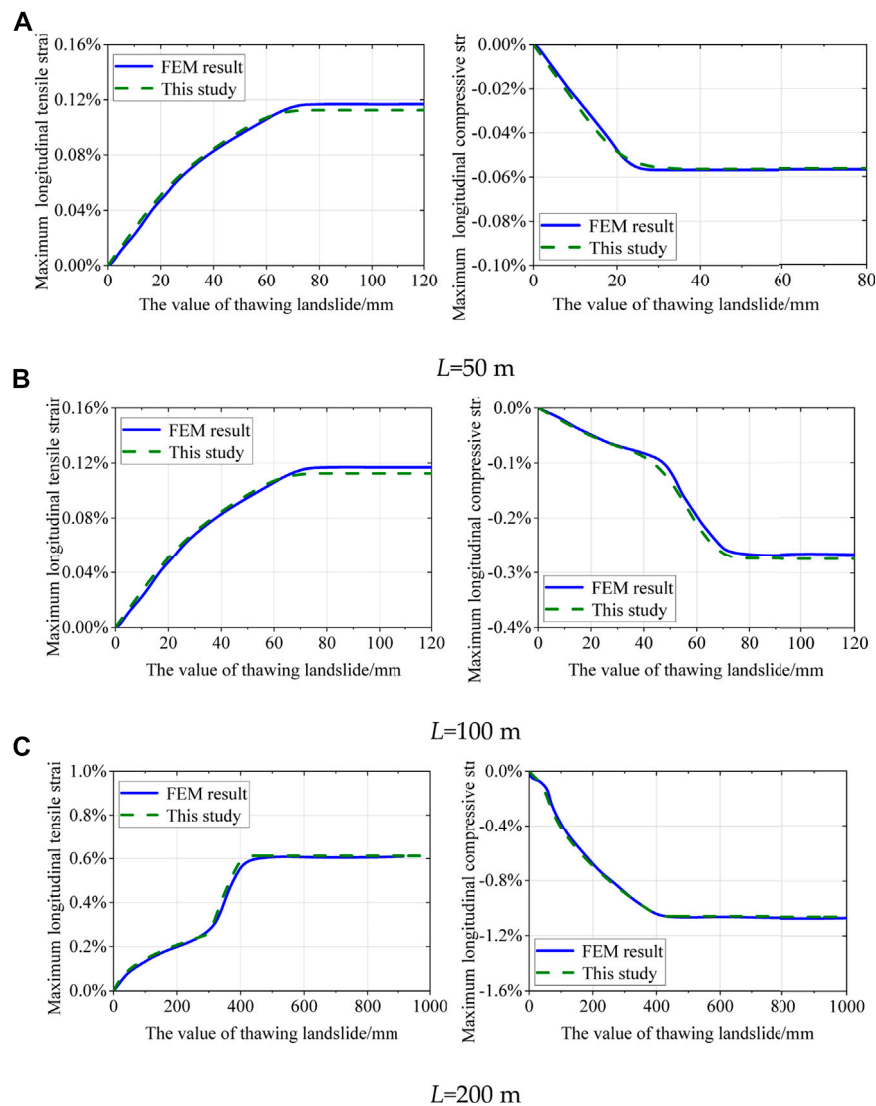 A
Maximum longitudinal tensile strai
0.16%
0.12%
0.08%
0.04%
0.00%
FEM result
This study
0 20 40 60 80 100 120
The value of thawing landslide/mm
Maximum longitudinal compressive str
0.00%
-0.02%
-0.04%
-0.06%
-0.08%
-0.10%
FEM result
This study
0 20 40 60 80
The value of thawing landslide/mm
L=50 m
B
Maximum longitudinal tensile strain
0.16%
0.12%
0.08%
0.04%
0.00%
FEM result
This study
0 20 40 60 80 100 120
The value of thawing landslide/mm
Maximum longitudinal compressive str
0.0%
-0.1%
-0.2%
-0.3%
-0.4%
FEM result
This study
0 20 40 60 80 100 120
The value of thawing landslide/mm
L=100 m
C
Maximum longitudinal tensile strai
1.0%
0.8%
0.6%
0.4%
0.2%
0.0%
FEM result
This study
0 200 400 600 800 1000
The value of thawing landslide/mm
Maximum longitudinal compressive str
0.0%
-0.4%
-0.8%
-1.2%
-1.6%
FEM result
This study
0 200 400 600 800 1000
The value of thawing landslide/mm
L=200 m